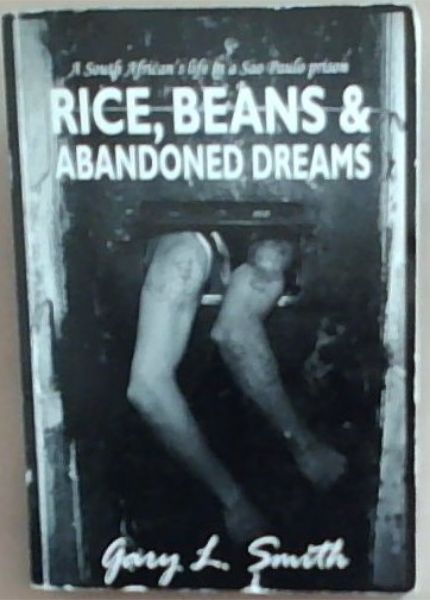 A South African's life in a Sao Paulo prison
RICE, BEANS &
ABANDONED DREAMS
Gary L. Smith